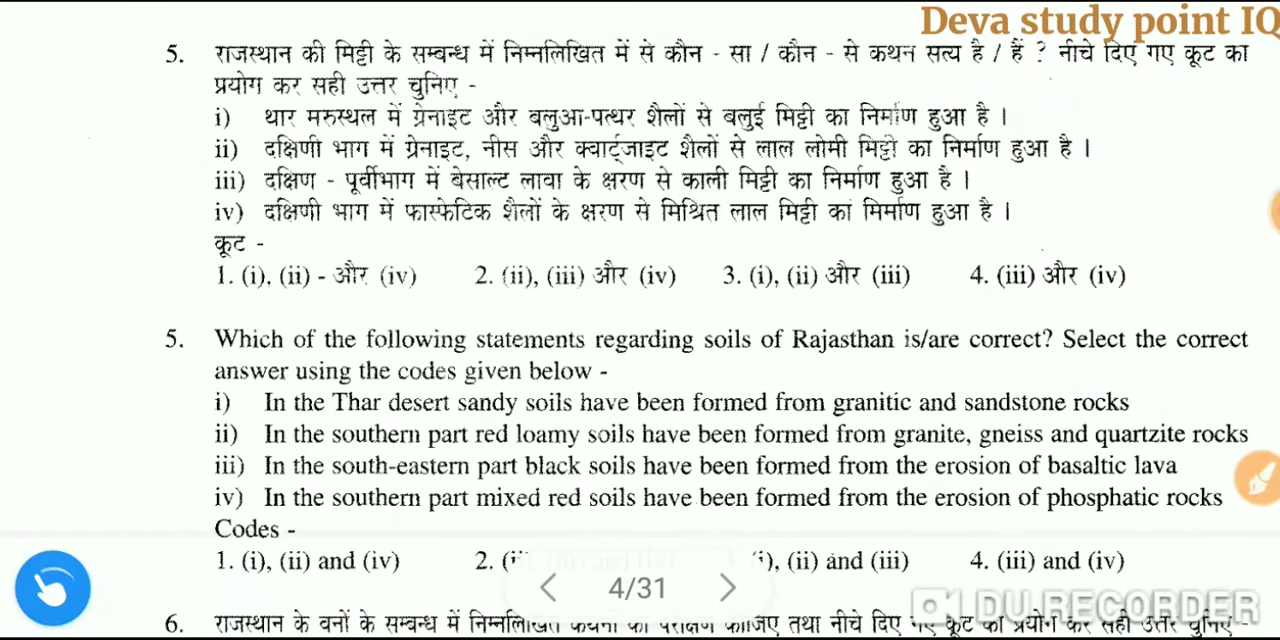 Deva study point IQ
5. राजस्थान की मिट्टी के सम्बन्ध में निम्नलिखित में से कौन - सा / कौन - से कथन सत्य है / हैं ? नीचे दिए गए कूट का
प्रयोग कर सही उत्तर चुनिए -
i) थार मरुस्थल में ग्रेनाइट और बलुआ-पत्थर शैलों से बलुई मिट्टी का निर्माण हुआ है ।
ii) दक्षिणी भाग में ग्रेनाइट, नीस और क्वार्ट्जाइट शैलों से लाल लोमी मिट्टी का निर्माण हुआ है ।
iii) दक्षिण - पूर्वीभाग में बेसाल्ट लावा के क्षरण से काली मिट्टी का निर्माण हुआ है ।
iv) दक्षिणी भाग में फास्फेटिक शैलों के क्षरण से मिश्रित लाल मिट्टी का मिर्माण हुआ है ।
कूट -
1. (i), (ii) - और (iv) 2. (ii), (iii) और (iv) 3. (i), (ii) और (iii) 4. (iii) और (iv)
5. Which of the following statements regarding soils of Rajasthan is/are correct? Select the correct
answer using the codes given below -
i) In the Thar desert sandy soils have been formed from granitic and sandstone rocks
ii) In the southern part red loamy soils have been formed from granite, gneiss and quartzite rocks
iii) In the south-eastern part black soils have been formed from the erosion of basaltic lava
iv) In the southern part mixed red soils have been formed from the erosion of phosphatic rocks
Codes -
1. (i), (ii) and (iv) 2. (i), (ii) and (iii) 4. (iii) and (iv)
4/31
DU RECORDER
6. राजस्थान के वनों के सम्बन्ध में निम्नलिखित कथनों का परीक्षण कीजिए तथा नीचे दिए गए कूट का प्रयोग कर सही उत्तर चुनिए -